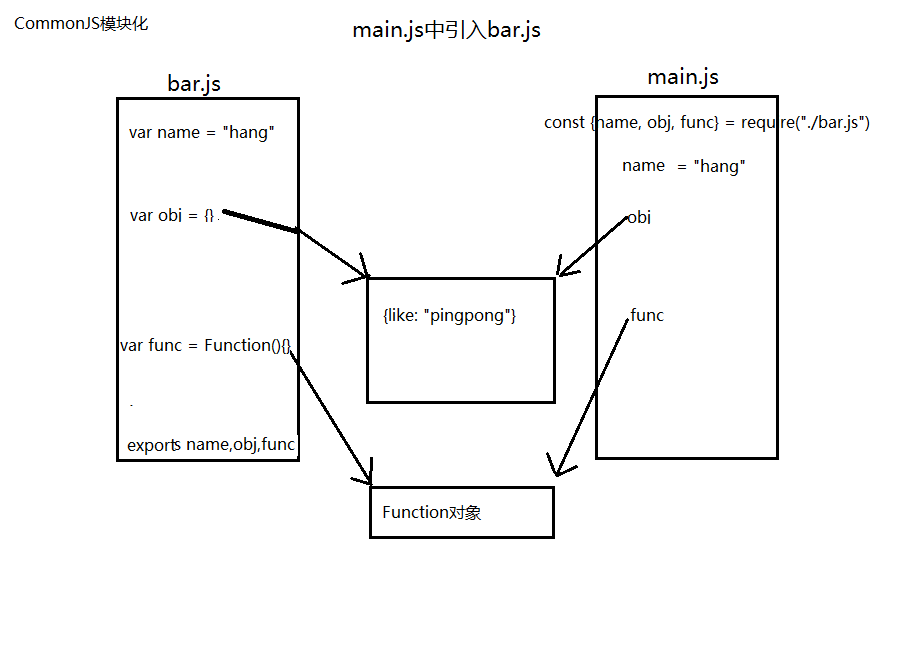 CommonJS模块化
main.js中引入bar.js
bar.js
main.js
var name = "hang"
var obi = {}
var func = Function(){}
.
exports name,obj,func
const {name, obj, func} = require("./bar.js")
name = "hang"
obi
func
{like: "pingpong"}
Function对象